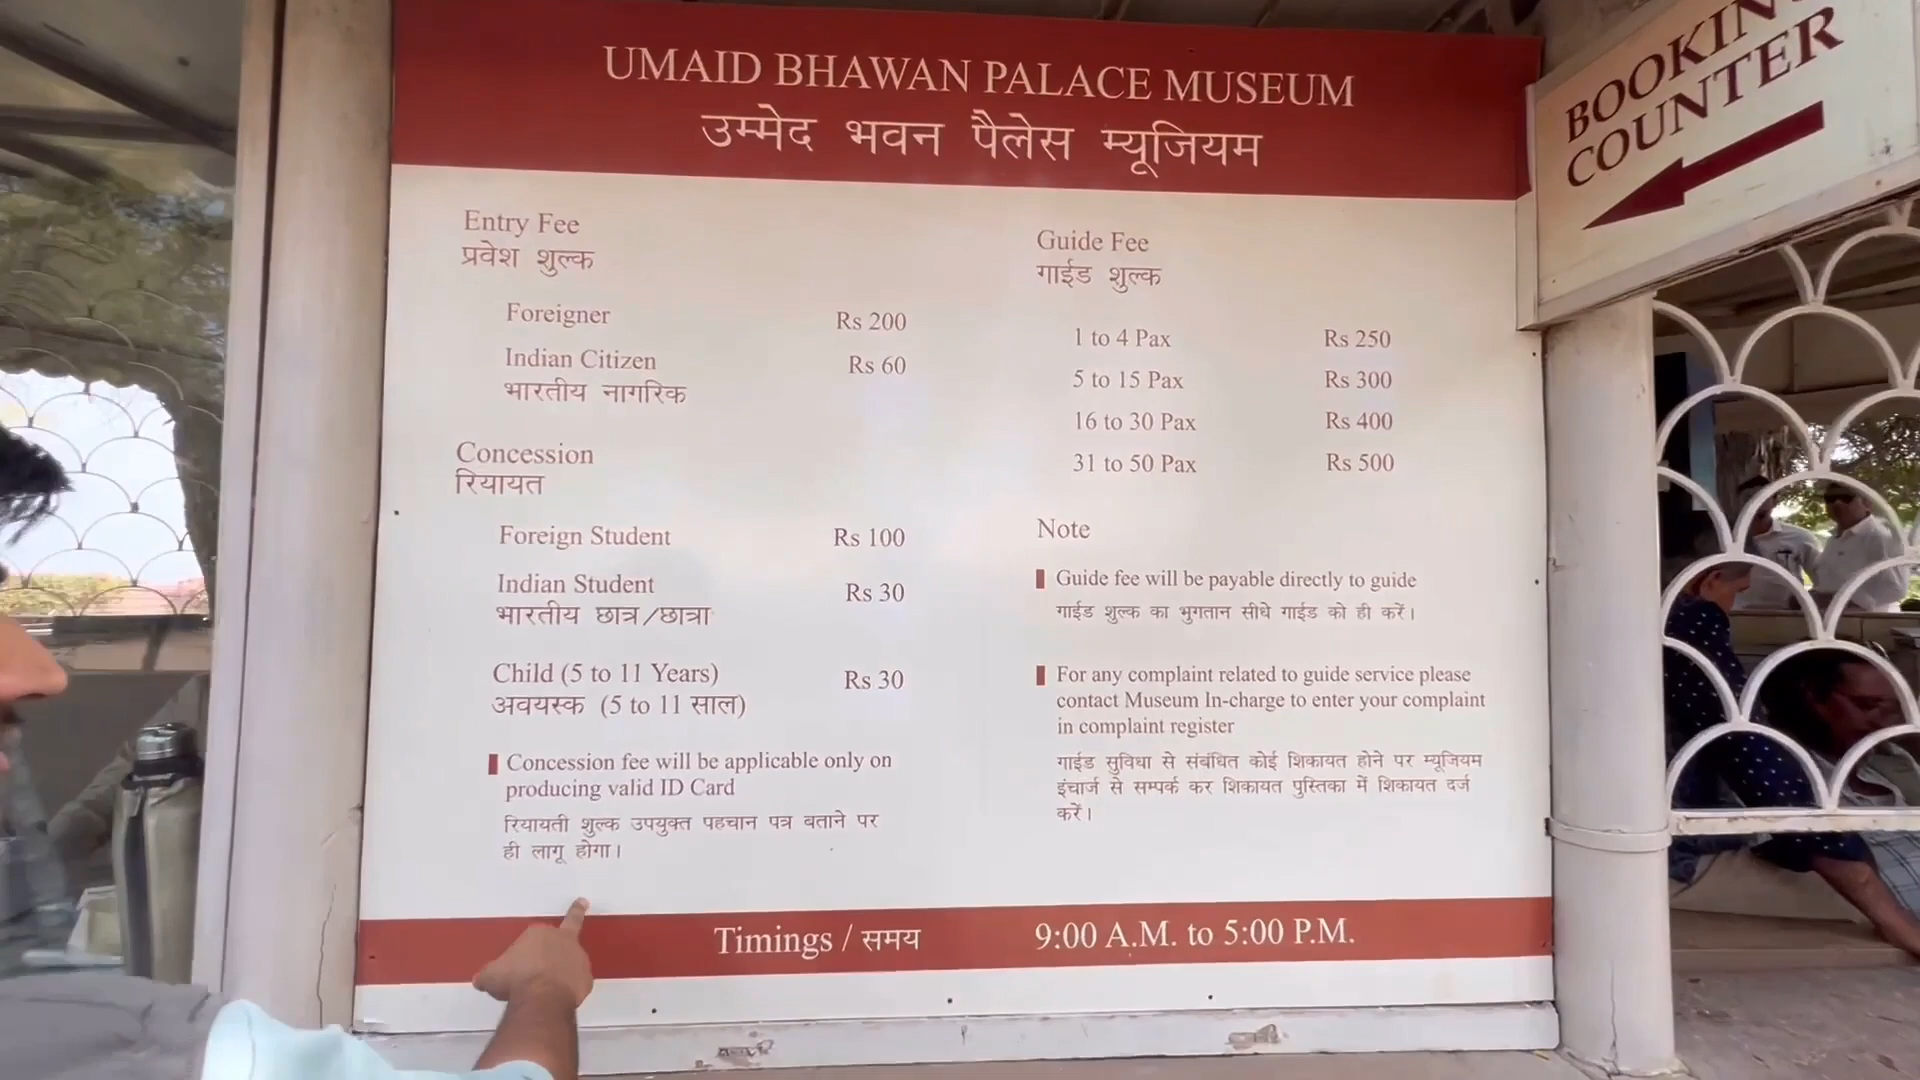 UMAID BHAWAN PALACE MUSEUM
उम्मेद भवन पैलेस म्यूजियम
BOOKIN
COUNTER
Entry Fee
प्रवेश शुल्क
Foreigner Rs 200
Indian Citizen Rs 60
भारतीय नागरिक
Concession
रियायत
Foreign Student Rs 100
Indian Student Rs 30
भारतीय छात्र/छात्रा
Child (5 to 11 Years) Rs 30
अवयस्क (5 to 11 साल)
Concession fee will be applicable only on
producing valid ID Card
रियायती शुल्क उपयुक्त पहचान पत्र बताने पर
ही लागू होगा।
Guide Fee
गाईड शुल्क
1 to 4 Pax Rs 250
5 to 15 Pax Rs 300
16 to 30 Pax Rs 400
31 to 50 Pax Rs 500
Note
Guide fee will be payable directly to guide
गाईड शुल्क का भुगतान सीधे गाईड को ही करें।
For any complaint related to guide service please
contact Museum In-charge to enter your complaint
in complaint register
गाईड सुविधा से संबंधित कोई शिकायत होने पर म्यूजियम
इंचार्ज से सम्पर्क कर शिकायत पुस्तिका में शिकायत दर्ज
करें।
Timings / समय 9:00 A.M. to 5:00 P.M.